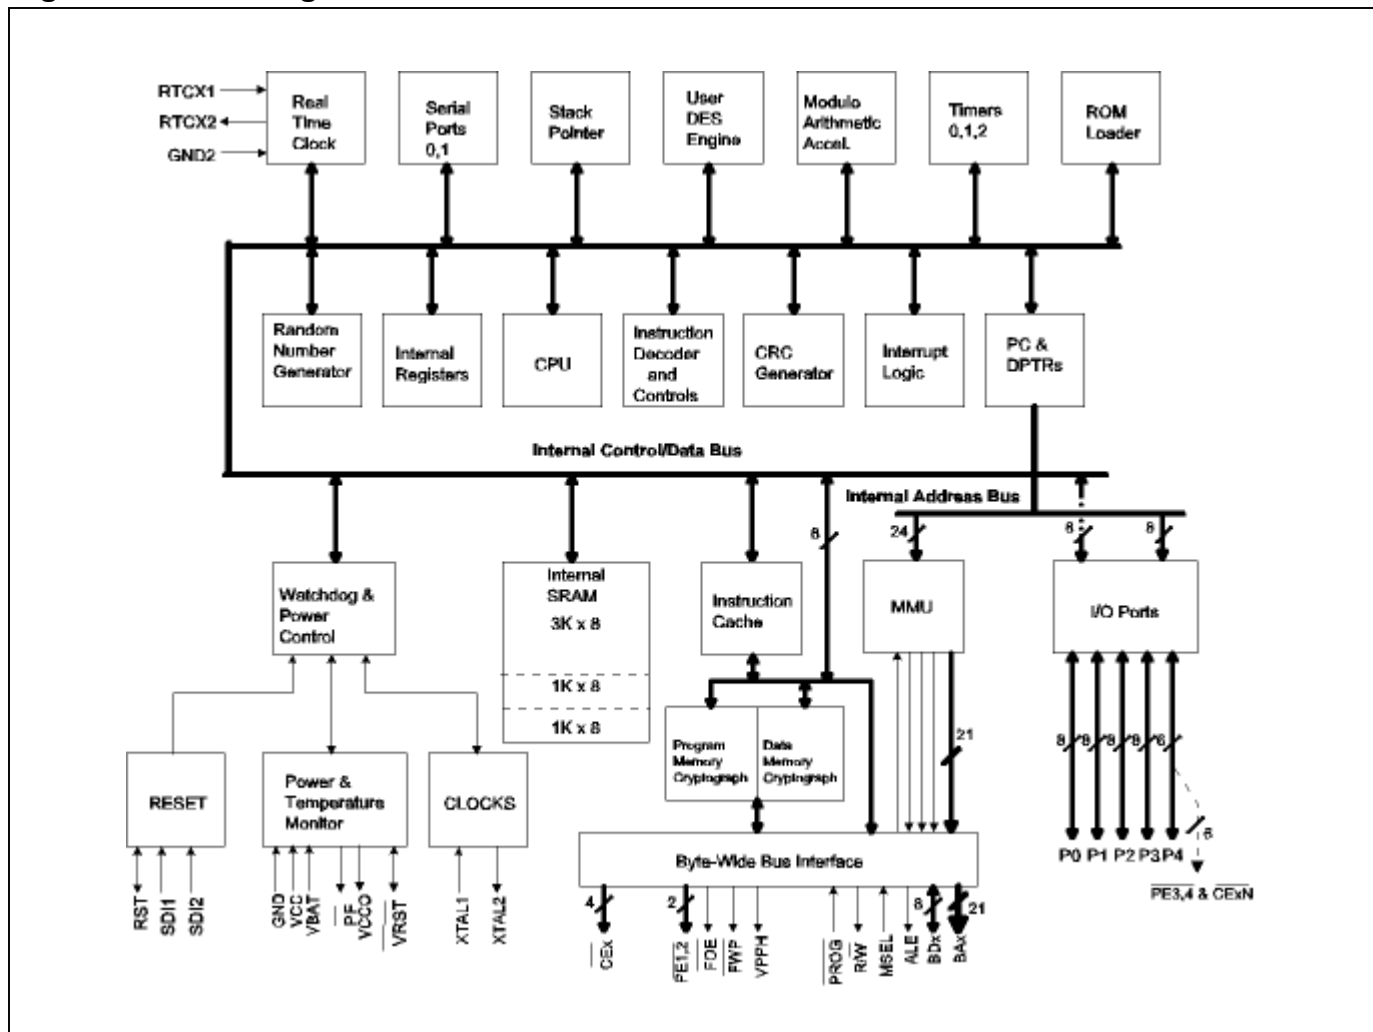 RTCX1
RTCX2
GND2
Real
Time
Clock
Serial
Ports
0,1
Stack
Pointer
User
DES
Engine
Modulo
Arithmetic
Accel.
Timers
0,1,2
ROM
Loader
Random
Number
Generator
Internal
Registers
CPU
Instruction
Decoder
and
Controls
CRC
Generator
Interrupt
Logic
PC &
DPTRs
Internal Control/Data Bus
Internal Address Bus
8
24
6
8
Watchdog &
Power
Control
Internal
SRAM
3K x 8
1K x 8
1K x 8
Instruction
Cache
MMU
I/O Ports
Program
Memory
Cryptograph
Data
Memory
Cryptograph
21
8
8
8
8
6
6
RESET
Power &
Temperature
Monitor
CLOCKS
P0 P1 P2 P3 P4
PE3,4 & CExN
Byte-Wide Bus Interface
4
2
8
21
RST
SDI1
SDI2
GND
VCC
VBAT
PF
VCCO
VRST
XTAL1
XTAL2
CEx
PE1,2
FOE
FWP
VPPH
PROG
R/W
MSEL
ALE
BDx
BAx